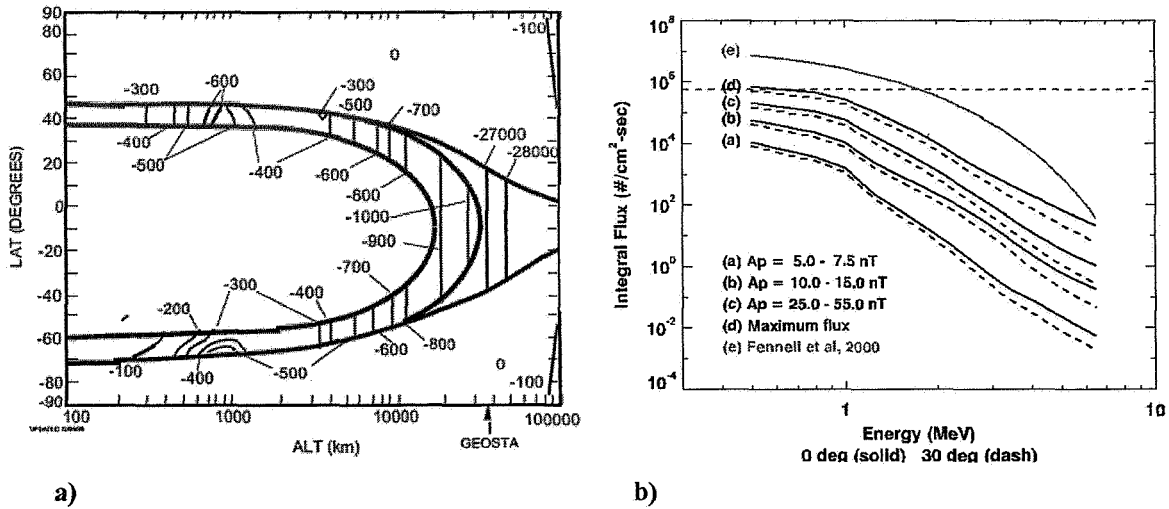 90
80
60
40
20
0
-20
-40
-60
-80
-90
LAT (DEGREES)
-100
0
-300
-600
-300
-500
-700
-400
-500
-400
-27000
-28000
-600
-800
-1000
-900
-700
-300
-400
-200
-100
-400
-500
-600
-800
0
-100
100
1000
10000
100000
GEOSTA
ALT (km)
a)
10^8
10^6
10^4
10^2
10^0
10^-2
10^-4
Integral Flux (#/cm²-sec)
(e)
(d)
(c)
(b)
(a)
(a) Ap = 5.0 - 7.5 nT
(b) Ap = 10.0 - 15.0 nT
(c) Ap = 25.0 - 55.0 nT
(d) Maximum flux
(e) Fennell et al, 2000
1
10
Energy (MeV)
0 deg (solid) 30 deg (dash)
b)